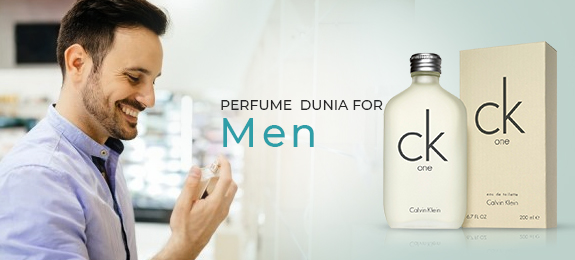 PERFUME DUNIA FOR
Men
ck
one
Calvin Klein
ck
one
eau de toilette
Calvin Klein
6.7 FL OZ 200 ml ℮